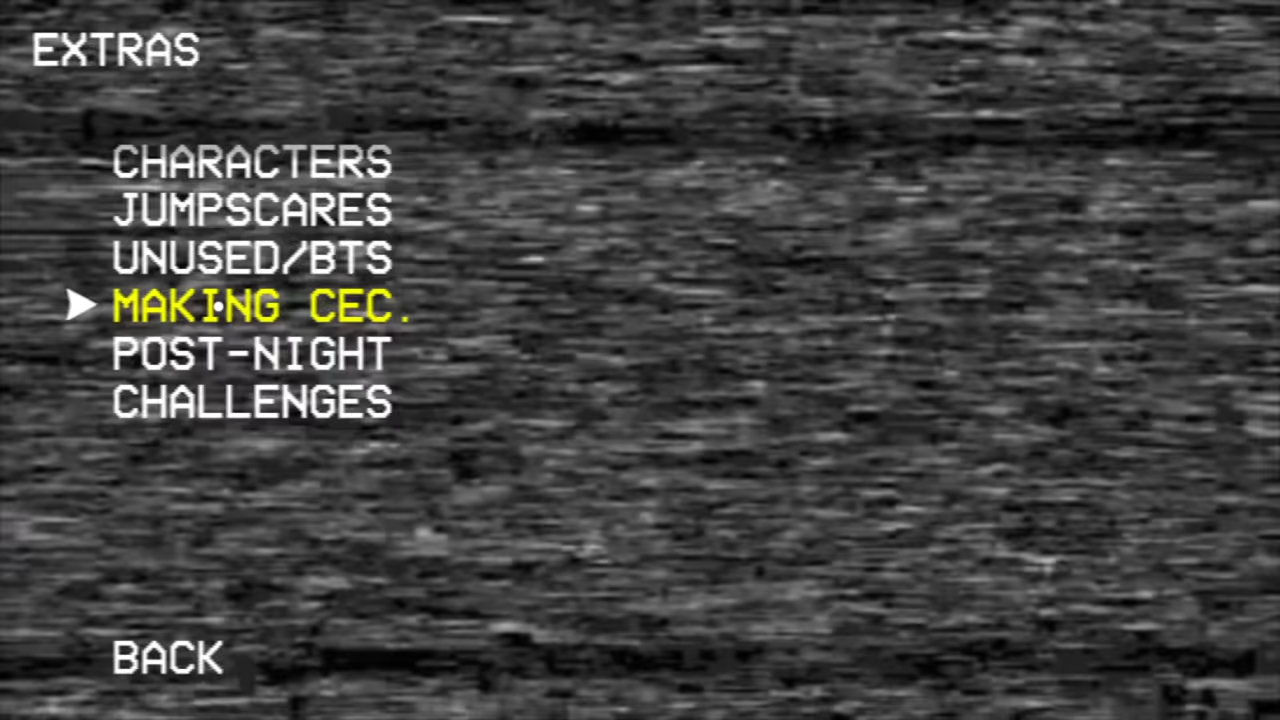 EXTRAS
CHARACTERS
JUMPSCARES
UNUSED/BTS
MAKING CEC.
POST-NIGHT
CHALLENGES
BACK